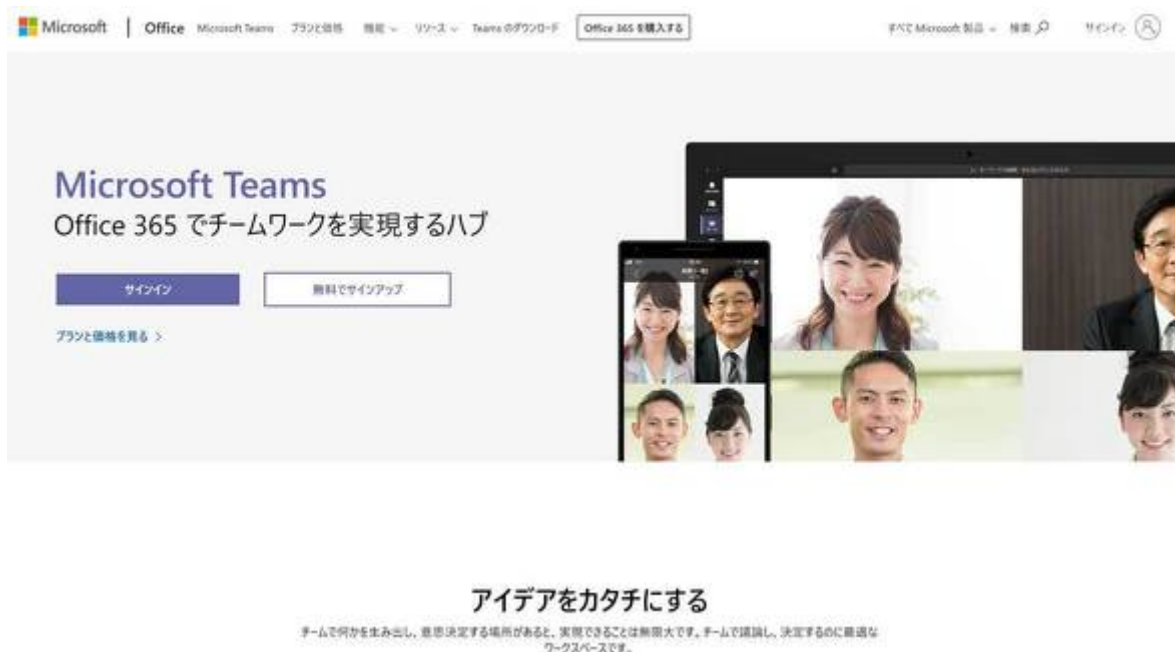 Microsoft
Office Microsoft Teams プランと価格 機能 リソース Teams のダウンロード Office 365 を購入する すべて Microsoft 製品 検索 サインイン
Microsoft Teams
Office 365 でチームワークを実現するハブ
サインイン 無料でサインアップ
プランと価格を見る >
アイデアをカタチにする
チームで何かを生み出し、意思決定する場所があると、実現できることは無限大です。チームで議論し、決定するのに最適な
ワークスペースです。